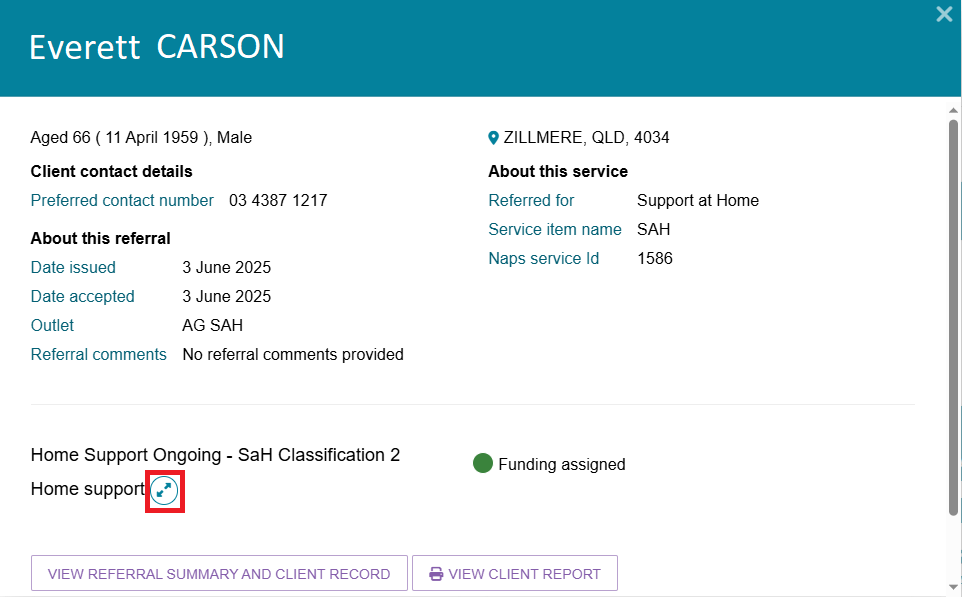 Everett CARSON
Aged 66 ( 11 April 1959 ), Male
Client contact details
Preferred contact number 03 4387 1217
About this referral
Date issued 3 June 2025
Date accepted 3 June 2025
Outlet AG SAH
Referral comments No referral comments provided
ZILLMERE, QLD, 4034
About this service
Referred for Support at Home
Service item name SAH
Naps service Id 1586
Home Support Ongoing - SaH Classification 2
Home support
Funding assigned
VIEW REFERRAL SUMMARY AND CLIENT RECORD
VIEW CLIENT REPORT